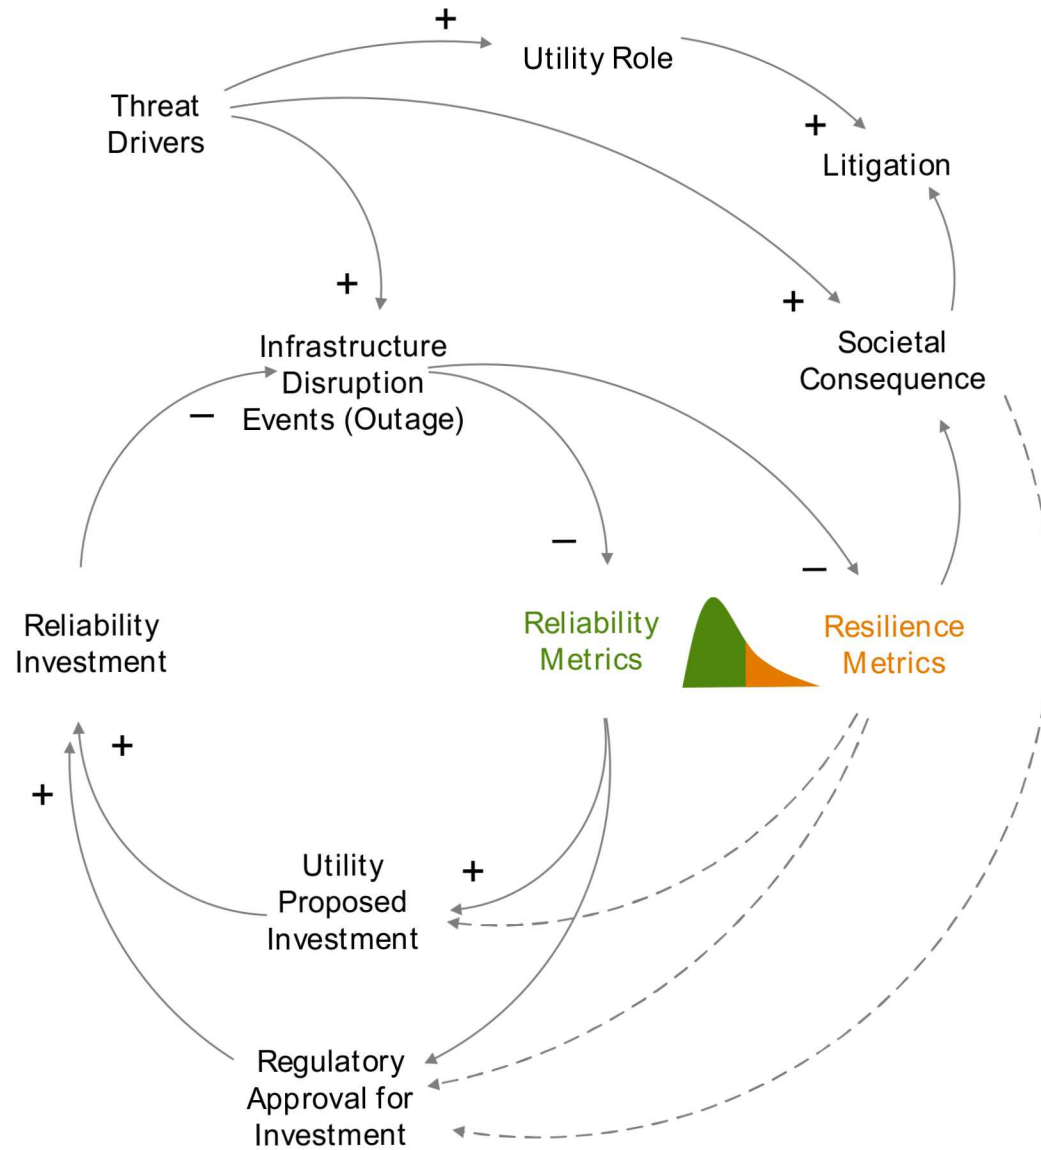 +
Utility Role
Threat
Drivers
+
Litigation
+
+
Infrastructure
Disruption
Events (Outage)
Societal
Consequence
–
–
–
Reliability
Investment
Reliability
Metrics
Resilience
Metrics
+
+
Utility
Proposed
Investment
+
Regulatory
Approval for
Investment